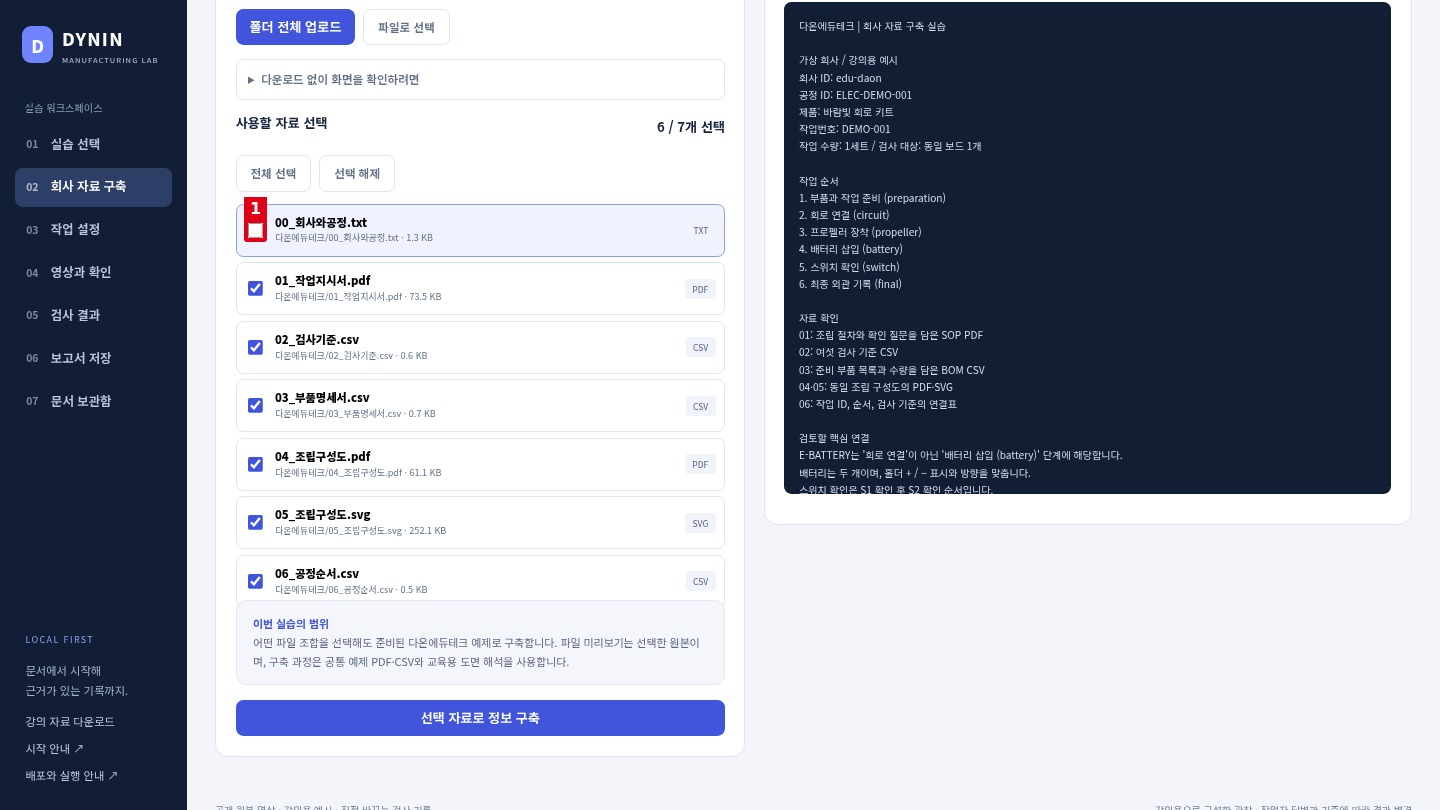 D DYNIN
MANUFACTURING LAB
실습 워크스페이스
01 실습 선택
02 회사 자료 구축
03 작업 설정
04 영상과 확인
05 검사 결과
06 보고서 저장
07 문서 보관함
LOCAL FIRST
문서에서 시작해
근거가 있는 기록까지.
강의 자료 다운로드
시작 안내 ↗
배포와 실행 안내 ↗
폴더 전체 업로드 파일로 선택
▶ 다운로드 없이 화면을 확인하려면
사용할 자료 선택 6 / 7개 선택
전체 선택 선택 해제
1
00_회사와공정.txt
다온에듀테크/00_회사와공정.txt · 1.3 KB
TXT
01_작업지시서.pdf
다온에듀테크/01_작업지시서.pdf · 73.5 KB
PDF
02_검사기준.csv
다온에듀테크/02_검사기준.csv · 0.6 KB
CSV
03_부품명세서.csv
다온에듀테크/03_부품명세서.csv · 0.7 KB
CSV
04_조립구성도.pdf
다온에듀테크/04_조립구성도.pdf · 61.1 KB
PDF
05_조립구성도.svg
다온에듀테크/05_조립구성도.svg · 252.1 KB
SVG
06_공정순서.csv
다온에듀테크/06_공정순서.csv · 0.5 KB
CSV
이번 실습의 범위
어떤 파일 조합을 선택해도 준비된 다온에듀테크 예제로 구축합니다. 파일 미리보기는 선택한 원본이
며, 구축 과정은 공통 예제 PDF·CSV와 교육용 도면 해석을 사용합니다.
선택 자료로 정보 구축
다온에듀테크 | 회사 자료 구축 실습
가상 회사 / 강의용 예시
회사 ID: edu-daon
공정 ID: ELEC-DEMO-001
제품: 바람빛 회로 키트
작업번호: DEMO-001
작업 수량: 1세트 / 검사 대상: 동일 보드 1개
작업 순서
1. 부품과 작업 준비 (preparation)
2. 회로 연결 (circuit)
3. 프로펠러 장착 (propeller)
4. 배터리 삽입 (battery)
5. 스위치 확인 (switch)
6. 최종 외관 기록 (final)
자료 확인
01: 조립 절차와 확인 질문을 담은 SOP PDF
02: 여섯 검사 기준 CSV
03: 준비 부품 목록과 수량을 담은 BOM CSV
04·05: 동일 조립 구성도의 PDF·SVG
06: 작업 ID, 순서, 검사 기준의 연결표
검토할 핵심 연결
E-BATTERY는 '회로 연결'이 아닌 '배터리 삽입 (battery)' 단계에 해당합니다.
배터리는 두 개이며, 홀더 + / − 표시와 방향을 맞춥니다.
스위치 확인은 S1 확인 후 S2 확인 순서입니다.